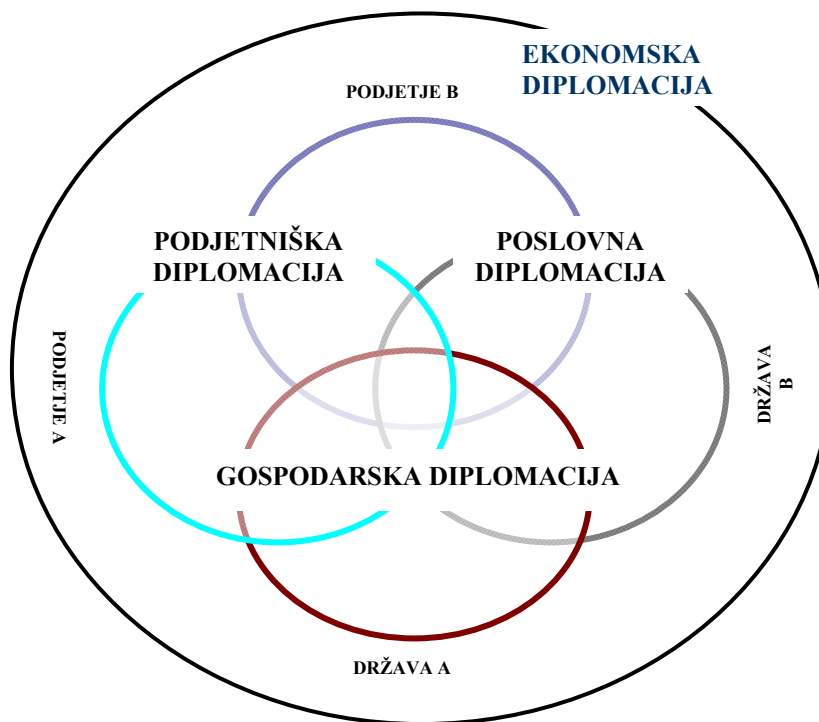 EKONOMSKA
DIPLOMACIJA
PODJETJE B
PODJETNIŠKA
DIPLOMACIJA
POSLOVNA
DIPLOMACIJA
PODJETJE A
DRŽAVA
B
GOSPODARSKA DIPLOMACIJA
DRŽAVA A